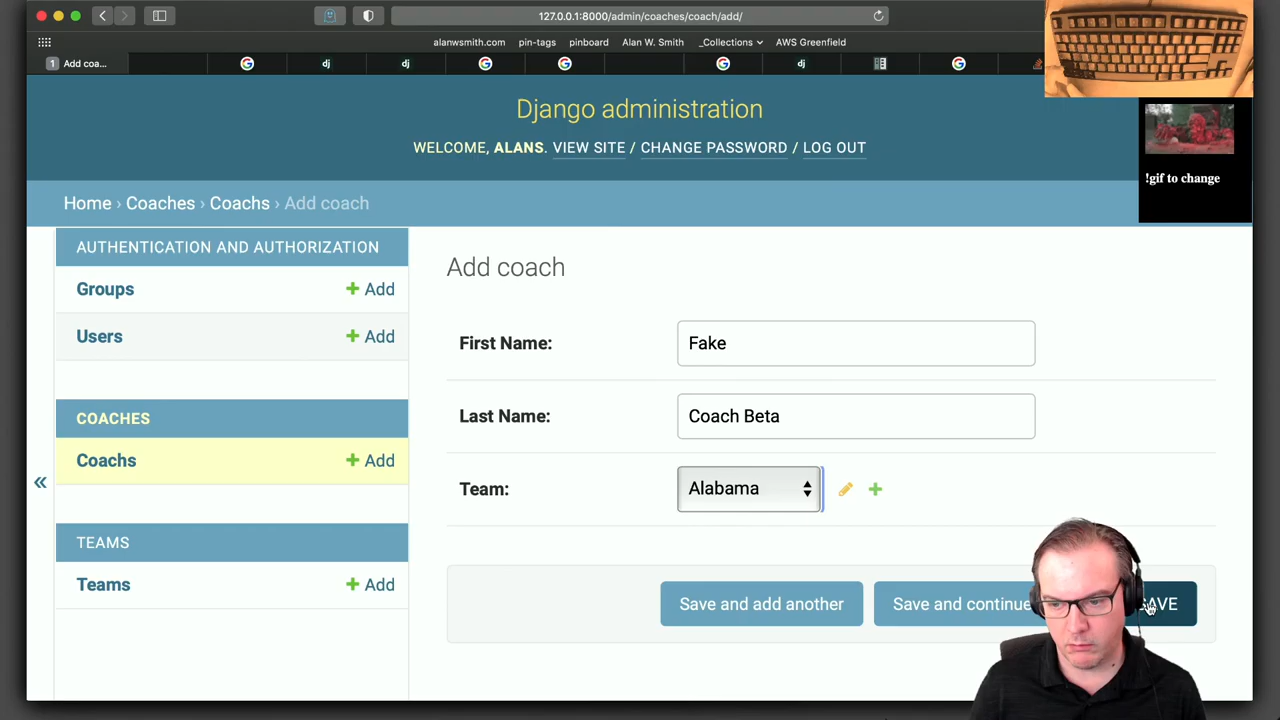 127.0.0.1:8000/admin/coaches/coach/add/
alanwsmith.com pin-tags pinboard Alan W. Smith _Collections AWS Greenfield
1 Add coa...
Django administration
WELCOME, ALANS. VIEW SITE / CHANGE PASSWORD / LOG OUT
!gif to change
Home › Coaches › Coachs › Add coach
AUTHENTICATION AND AUTHORIZATION
Groups + Add
Users + Add
COACHES
Coachs + Add
TEAMS
Teams + Add
«
Add coach
First Name: Fake
Last Name: Coach Beta
Team: Alabama
Save and add another Save and continue SAVE